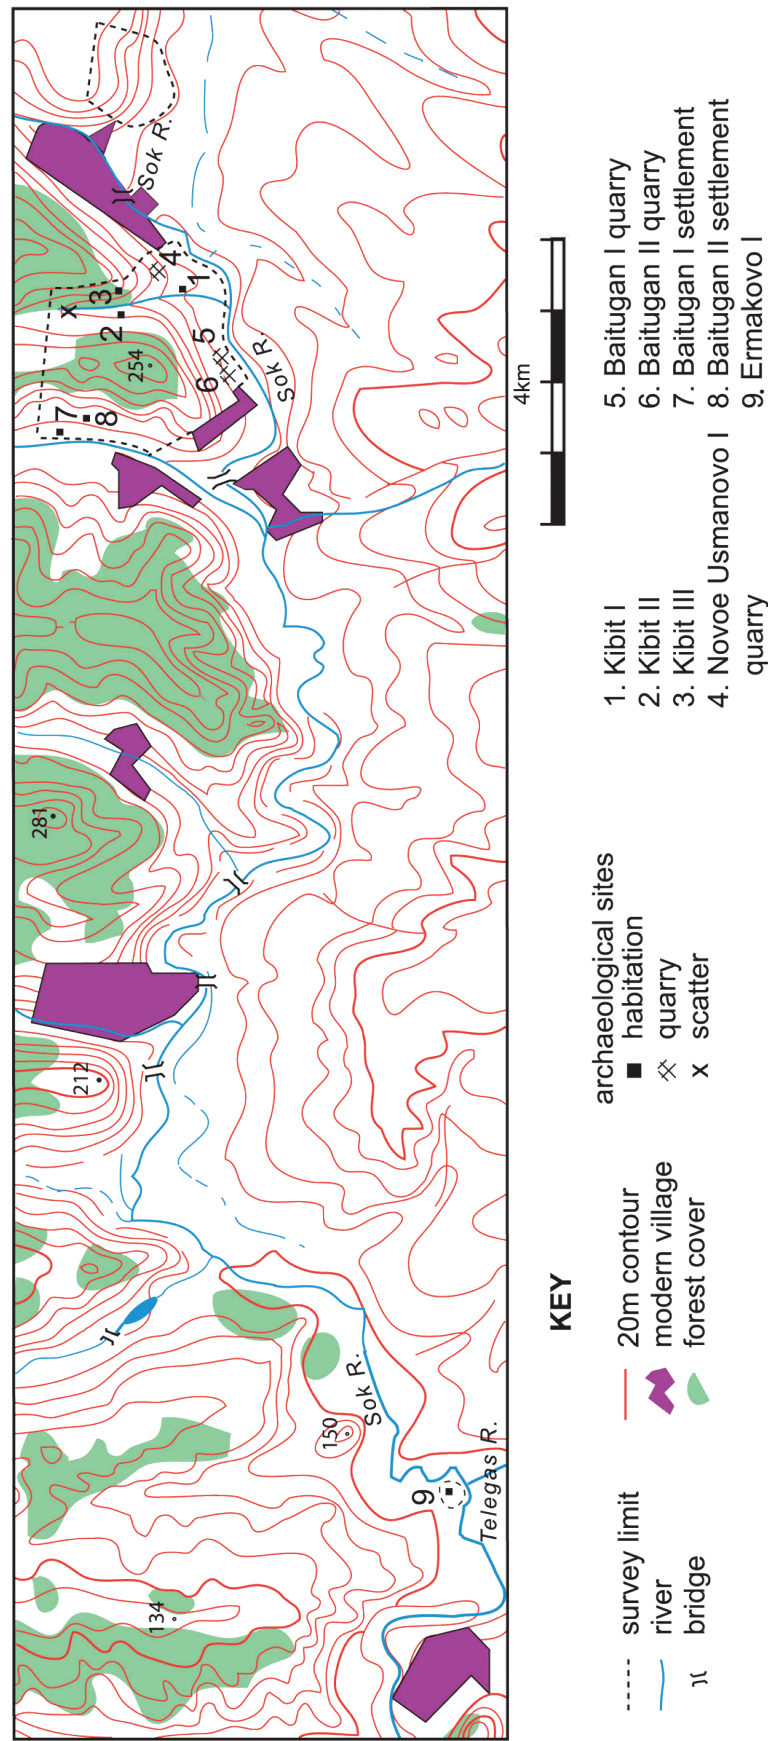 134
150
9
Sok R.
Telegas R.
212
281
7
8
254
6
5
2
3
x
1
4
Sok R.
Sok R.
4km
KEY
survey limit
river
bridge
20m contour
modern village
forest cover
archaeological sites
habitation
quarry
x scatter
1. Kibit I
2. Kibit II
3. Kibit III
4. Novoe Usmanovo I
quarry
5. Baitugan I quarry
6. Baitugan II quarry
7. Baitugan I settlement
8. Baitugan II settlement
9. Ermakovo I